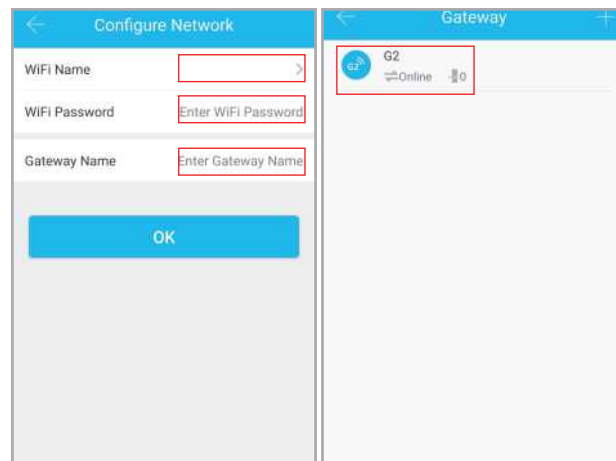 Configure Network
WiFi Name
WiFi Password Enter WiFi Password
Gateway Name Enter Gateway Name
OK
Gateway
G2
G2
Online 0